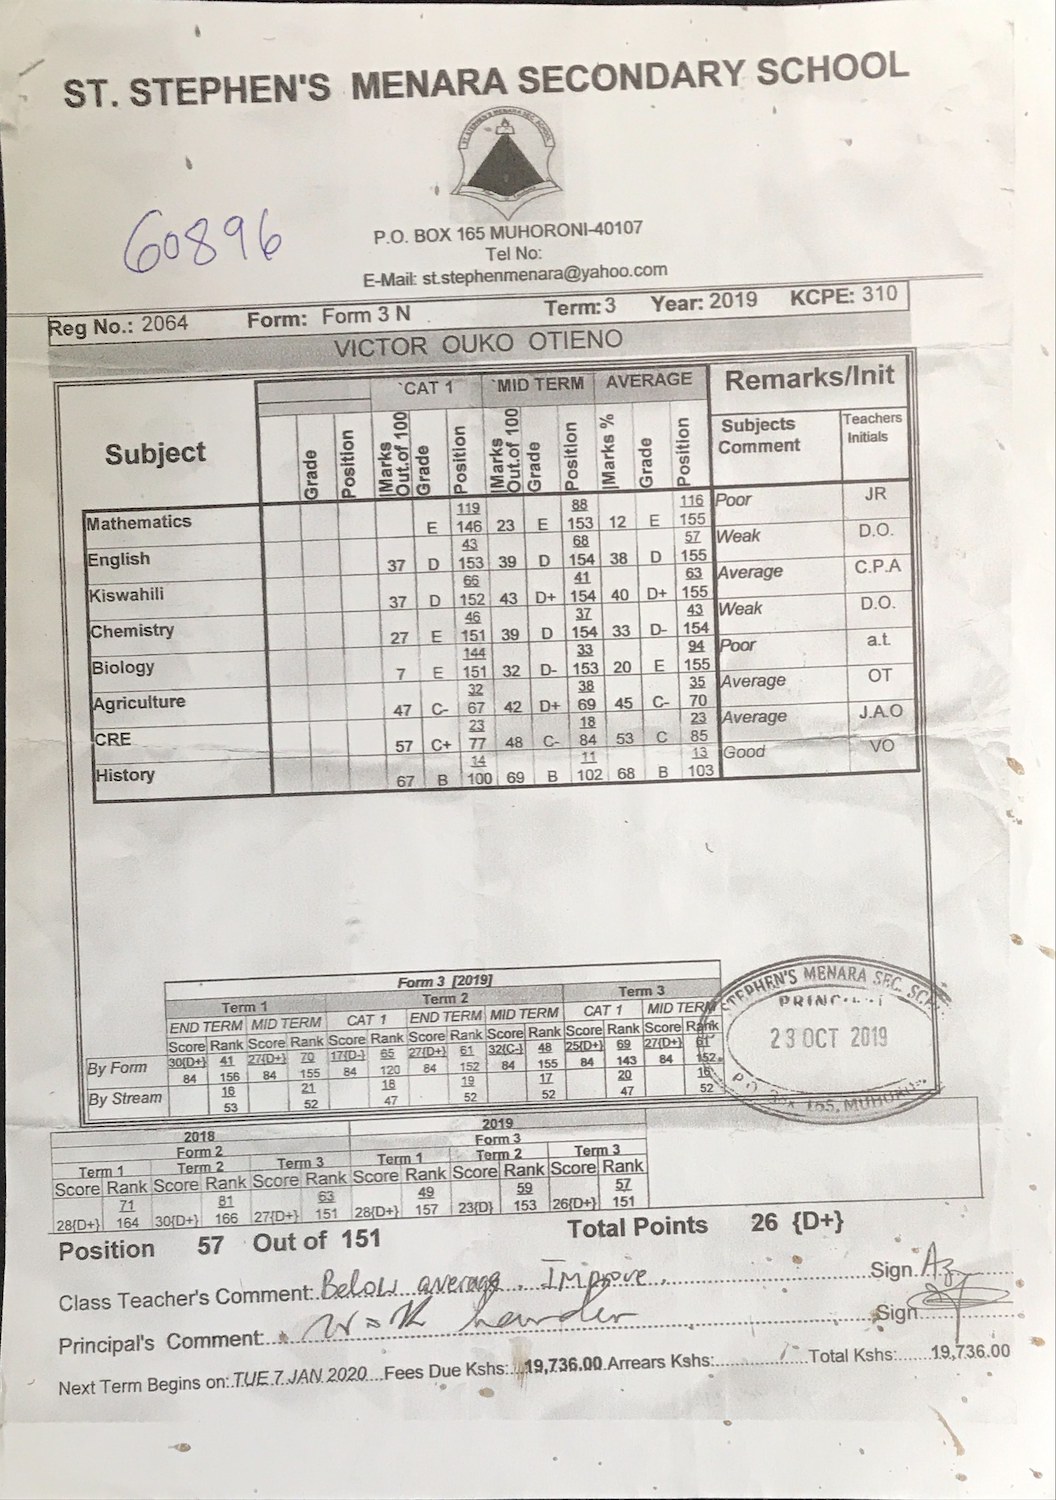 ST. STEPHEN'S MENARA SECONDARY SCHOOL
60896
P.O. BOX 165 MUHORONI-40107
Tel No:
E-Mail: st.stephenmenara@yahoo.com
Reg No.: 2064 Form: Form 3 N Term: 3 Year: 2019 KCPE: 310
VICTOR OUKO OTIENO
`CAT 1 `MID TERM AVERAGE Remarks/Init
Subject Grade Position Marks Out.of 100 Grade Position Marks Out.of 100 Grade Position Marks % Grade Position Subjects Comment Teachers Initials
Mathematics E 119 146 23 E 88 153 12 E 116 155 Poor JR
English 37 D 43 153 39 D 68 154 38 D 57 155 Weak D.O.
Kiswahili 37 D 66 152 43 D+ 41 154 40 D+ 63 155 Average C.P.A
Chemistry 27 E 46 151 39 D 37 154 33 D- 43 154 Weak D.O.
Biology 7 E 144 151 32 D- 33 153 20 E 94 155 Poor a.t.
Agriculture 47 C- 32 67 42 D+ 38 69 45 C- 35 70 Average OT
CRE 57 C+ 23 77 48 C- 18 84 53 C 23 85 Average J.A.O
History 67 B 14 100 69 B 11 102 68 B 13 103 Good VO
Form 3 [2019]
Term 1 Term 2 Term 3
END TERM MID TERM CAT 1 END TERM MID TERM CAT 1 MID TERM
Score Rank Score Rank Score Rank Score Rank Score Rank Score Rank Score Rank
By Form 30{D+} 41 27{D+} 70 17{D-} 65 27{D+} 61 32{C-} 48 25{D+} 69 27{D+} 61
84 156 84 155 84 120 84 152 84 155 84 143 84 152
By Stream 16 21 18 19 17 20 16
53 52 47 52 52 47 52
STEPHEN'S MENARA SEC. SCH
23 OCT 2019
165, MUHORONI
2018 2019
Form 2 Form 3
Term 1 Term 2 Term 3 Term 1 Term 2 Term 3
Score Rank Score Rank Score Rank Score Rank Score Rank Score Rank
71 81 63 49 59 57
28{D+} 164 30{D+} 166 27{D+} 151 28{D+} 157 23{D} 153 26{D+} 151
Position 57 Out of 151 Total Points 26 {D+}
Class Teacher's Comment: Below average. Improve. Sign
Principal's Comment: Work harder Sign
Next Term Begins on: TUE 7 JAN 2020 Fees Due Kshs: 19,736.00 Arrears Kshs: Total Kshs: 19,736.00